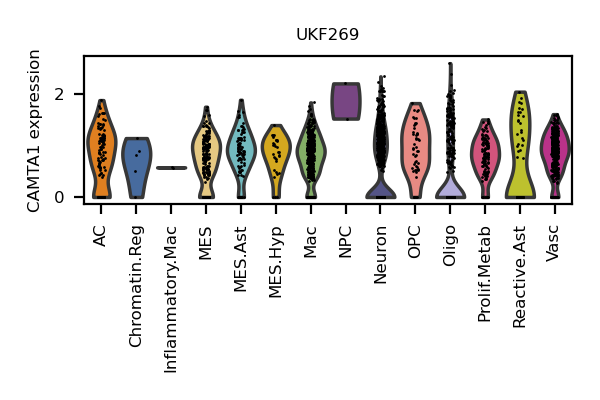 UKF269
CAMTA1 expression
2
0
AC
Chromatin.Reg
Inflammatory.Mac
MES
MES.Ast
MES.Hyp
Mac
NPC
Neuron
OPC
Oligo
Prolif.Metab
Reactive.Ast
Vasc